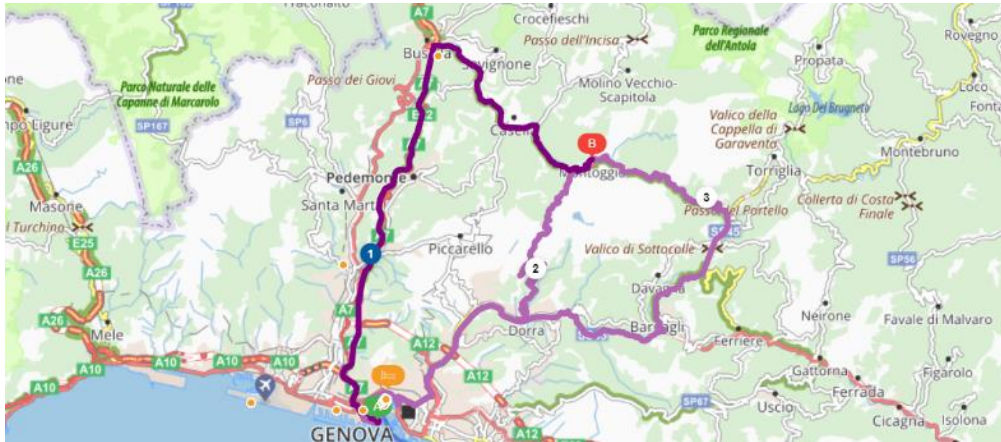 Fraconalto
Crocefieschi
Passo dell'Incisa
Parco Regionale
dell'Antola
Rovegno
Propata
Busalla
Savignone
Parco Naturale delle
Capanne di Marcarolo
Passo dei Giovi
A7
Molino Vecchio-
Scapitola
Loco
Lago Del Brugneto
SP167
SP6
Valico della
Cappella di
Garaventa
Montebruno
A26
B
Montoggio
Pedemonte
Torriglia
Masone
Santa Marta
3
Passo del Partello
Colletta di Costa
Finale
E25
1
Piccarello
2
Valico di Sottocolle
SP56
A26
A7
Davagna
Neirone
Favale di Malvaro
A26
Mele
Dorra
Bargagli
Ferriere
A10
A10
A10
A10
A12
A12
Gattorna
Figarolo
Ferrada
Uscio
SP67
Cicagna
Isolona
GENOVA